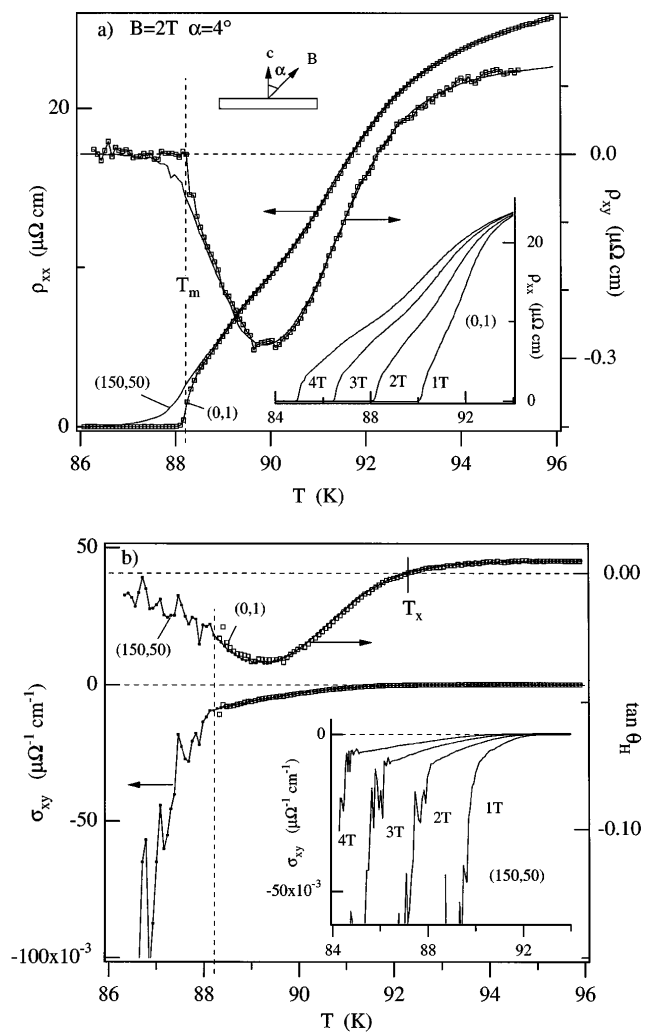 a) B=2T α=4°
c
α
B
20
0.0
-0.3
0
ρxx (μΩ cm)
ρxy (μΩ cm)
Tm
(150,50)
(0,1)
20
ρxx (μΩ cm)
(0,1)
4T 3T 2T 1T
0
84 88 92
86 88 90 92 94 96
T (K)
b)
50
0.00
Tx
(0,1)
(150,50)
0
-50
-100x10⁻³
σxy (μΩ⁻¹ cm⁻¹)
tan θH
-0.10
0
σxy (μΩ⁻¹ cm⁻¹)
4T 3T 2T 1T
(150,50)
-50x10⁻³
84 88 92
86 88 90 92 94 96
T (K)